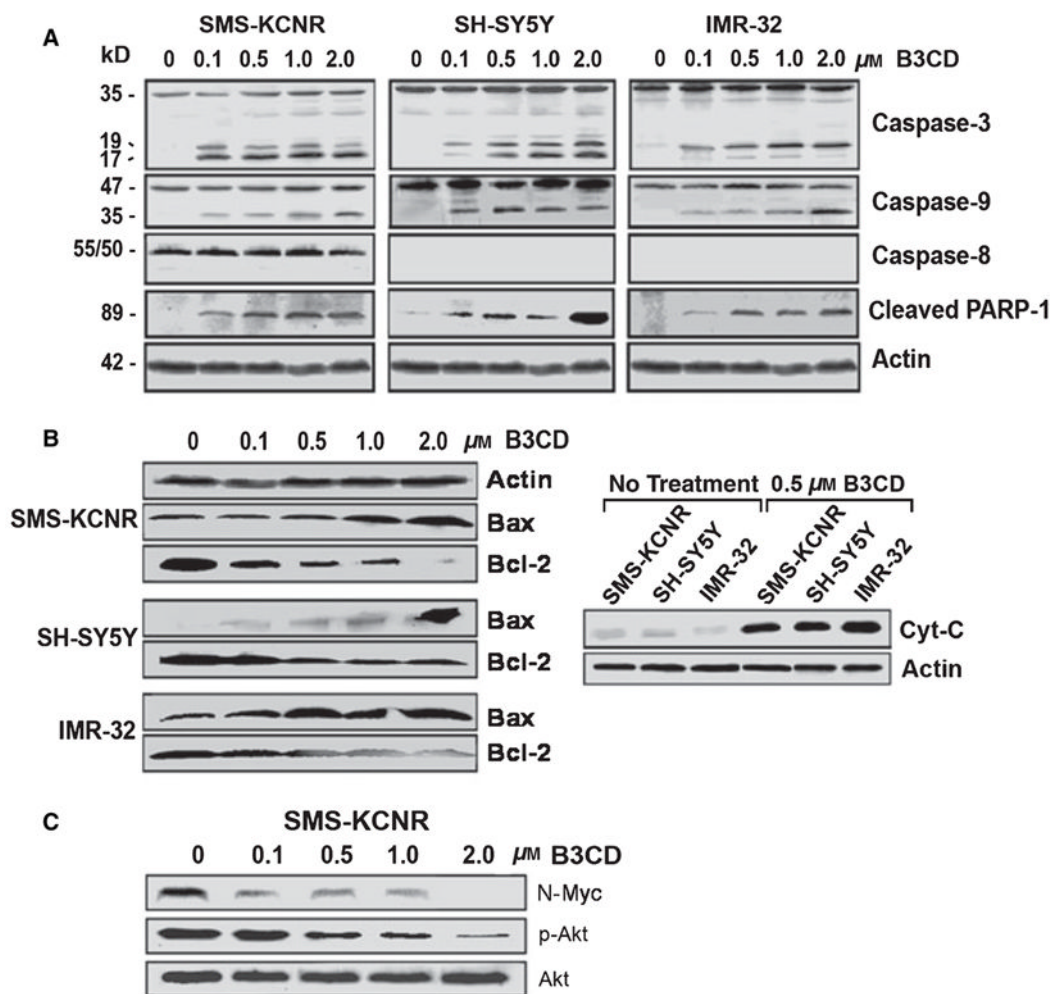 A
SMS-KCNR SH-SY5Y IMR-32
kD 0 0.1 0.5 1.0 2.0 0 0.1 0.5 1.0 2.0 0 0.1 0.5 1.0 2.0 µM B3CD
35 -
Caspase-3
19 -
17 -
47 -
Caspase-9
35 -
55/50 - Caspase-8
89 - Cleaved PARP-1
42 - Actin
B
0 0.1 0.5 1.0 2.0 µM B3CD
Actin
SMS-KCNR Bax
Bcl-2
SH-SY5Y Bax
Bcl-2
IMR-32 Bax
Bcl-2
No Treatment 0.5 µM B3CD
SMS-KCNR SH-SY5Y IMR-32 SMS-KCNR SH-SY5Y IMR-32
Cyt-C
Actin
C
SMS-KCNR
0 0.1 0.5 1.0 2.0 µM B3CD
N-Myc
p-Akt
Akt